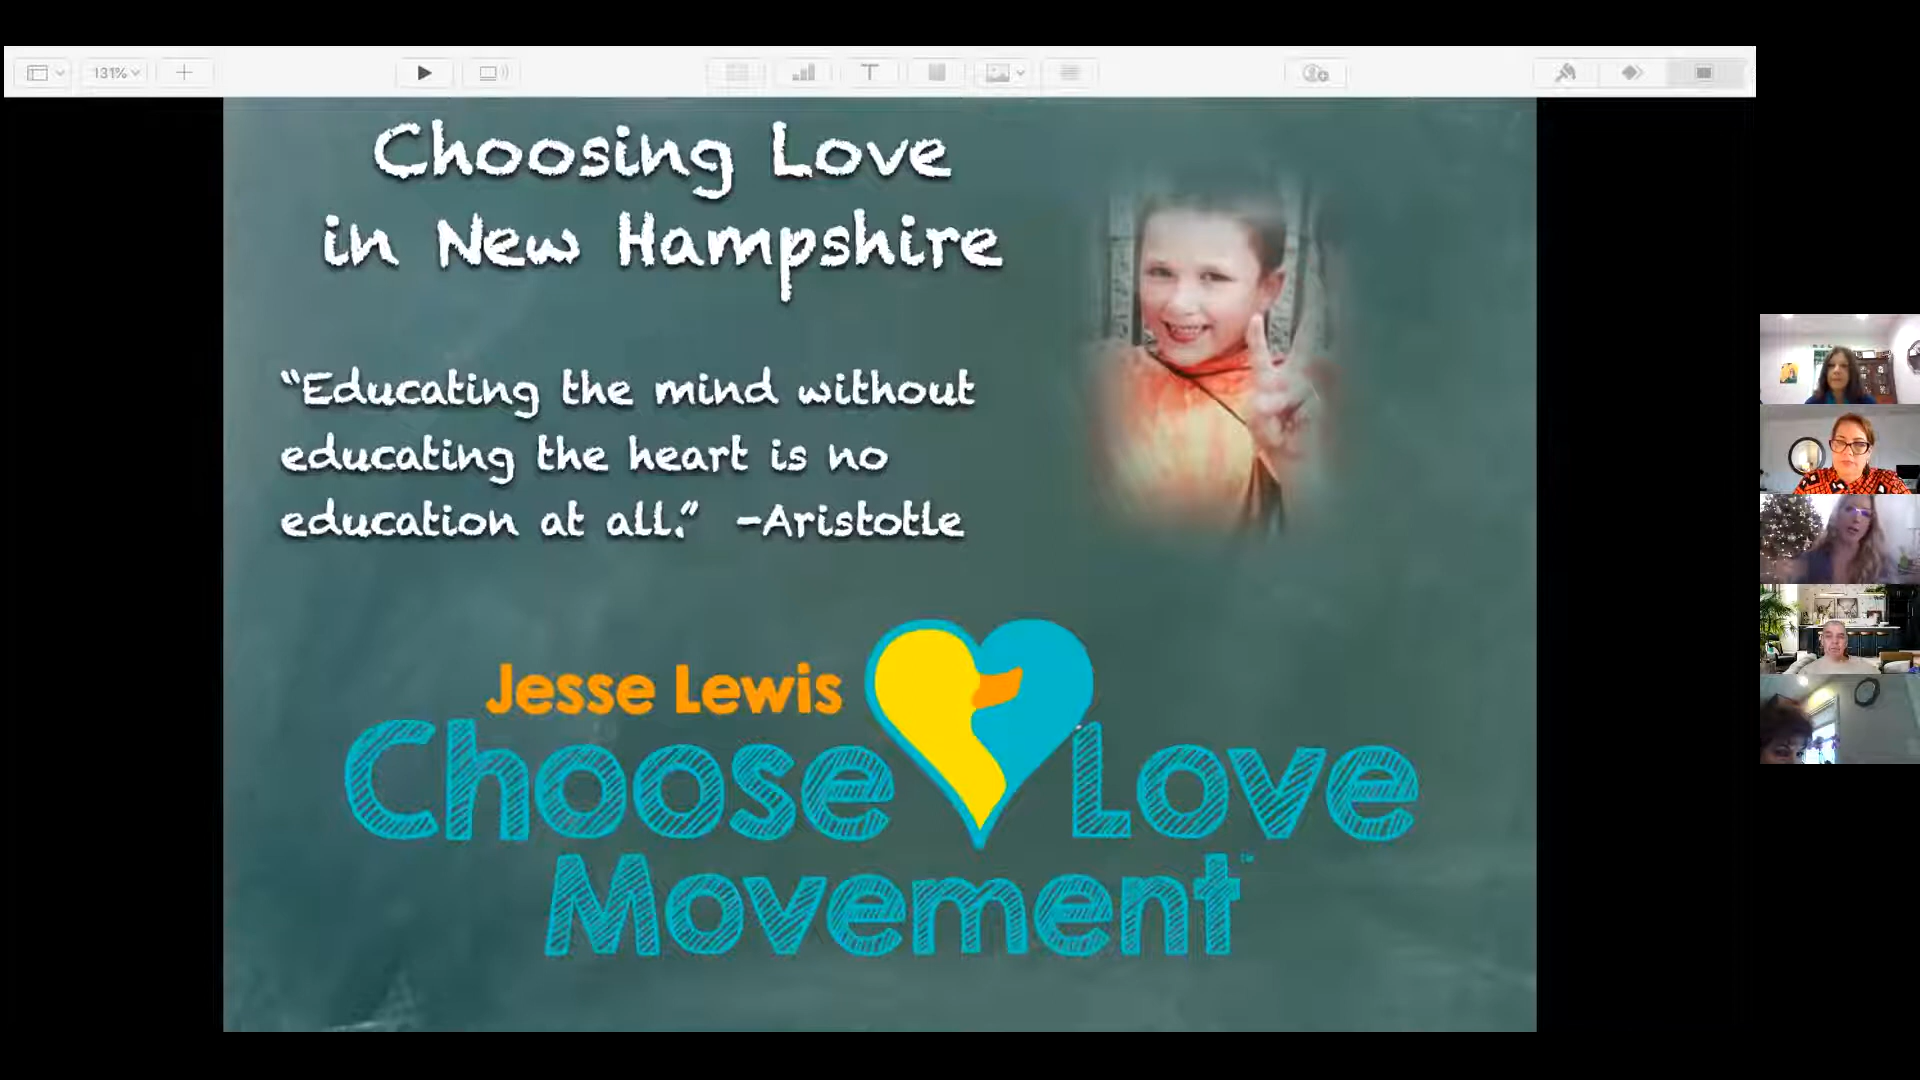 131%
Choosing Love
in New Hampshire
“Educating the mind without
educating the heart is no
education at all.” -Aristotle
Jesse Lewis
Choose Love
Movement™